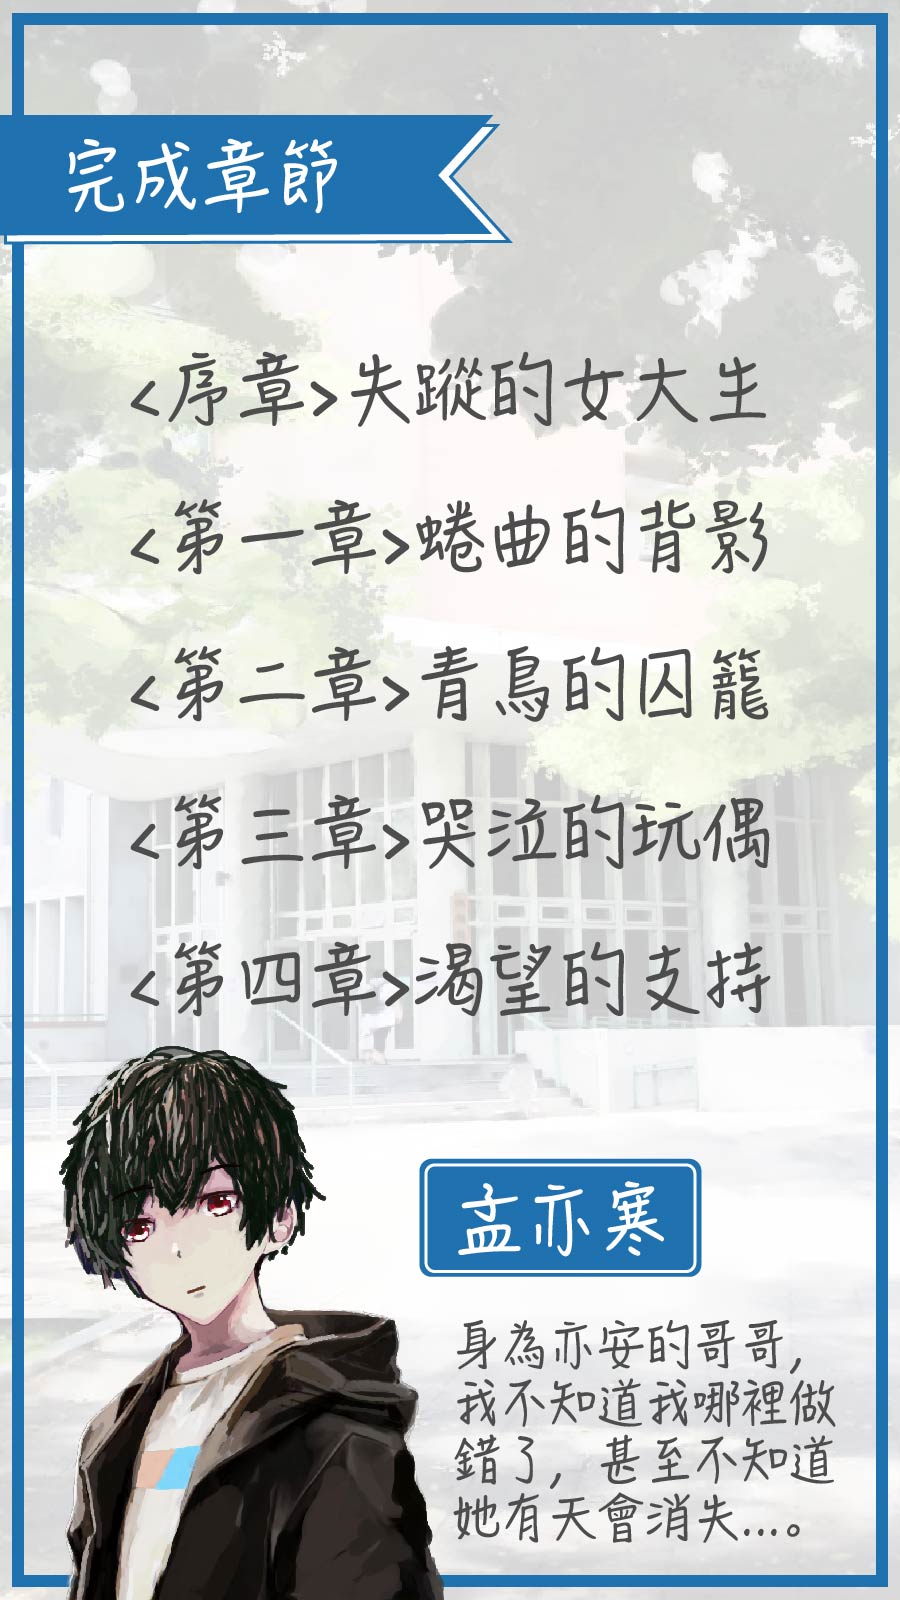 完成章節
<序章>失蹤的女大生
<第一章>蜷曲的背影
<第二章>青鳥的囚籠
<第三章>哭泣的玩偶
<第四章>渴望的支持
孟亦寒
身為亦安的哥哥,
我不知道我哪裡做
錯了, 甚至不知道
她有天會消失...。